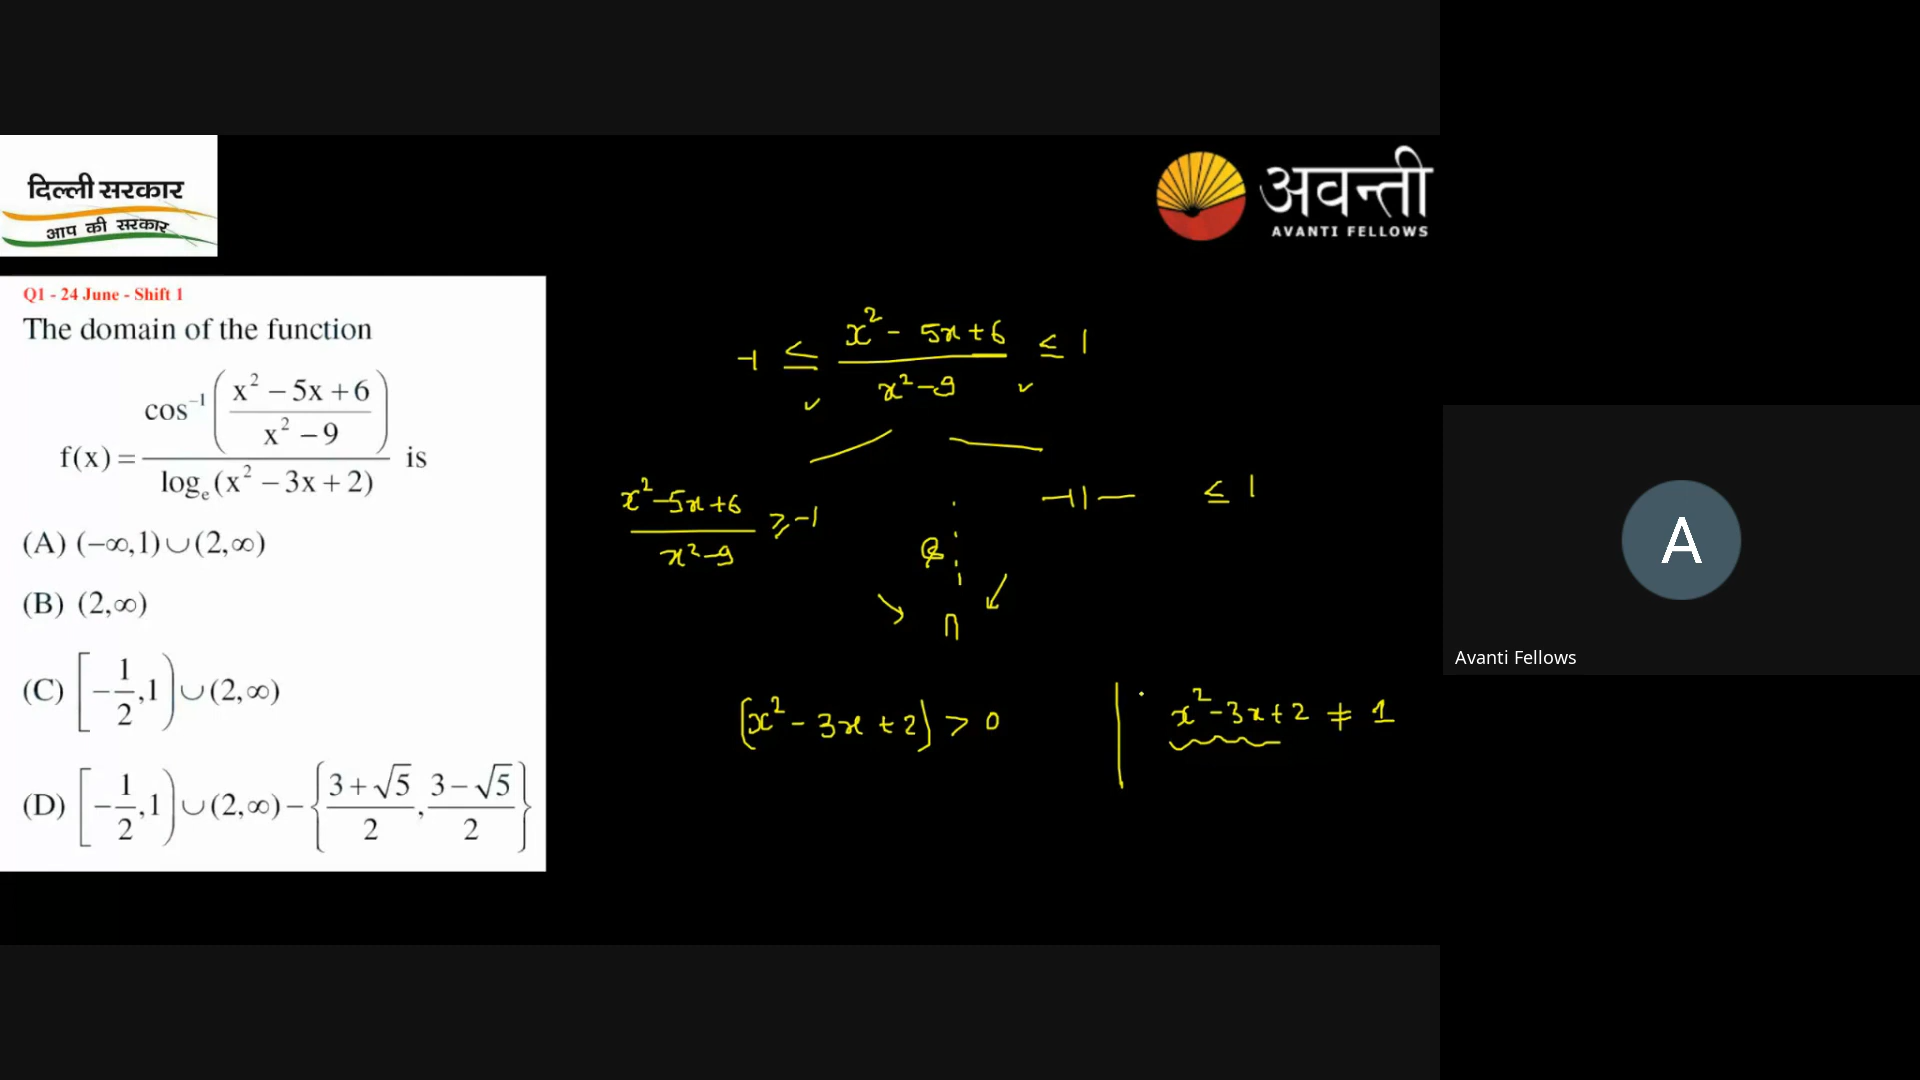 दिल्ली सरकार
आप की सरकार
अवन्ती
AVANTI FELLOWS
Q1 - 24 June - Shift 1
The domain of the function
f(x) = cos⁻¹((x² − 5x + 6)/(x² − 9)) / logₑ(x² − 3x + 2) is
(A) (−∞,1)∪(2,∞)
(B) (2,∞)
(C) [−1/2,1)∪(2,∞)
(D) [−1/2,1)∪(2,∞)−{(3+√5)/2,(3−√5)/2}
-1 ≤ (x² - 5x + 6)/(x² - 9) ≤ 1
(x² - 5x + 6)/(x² - 9) ≥ -1
—||— ≤ 1
&
∩
(x² - 3x + 2) > 0
x² - 3x + 2 ≠ 1
A
Avanti Fellows